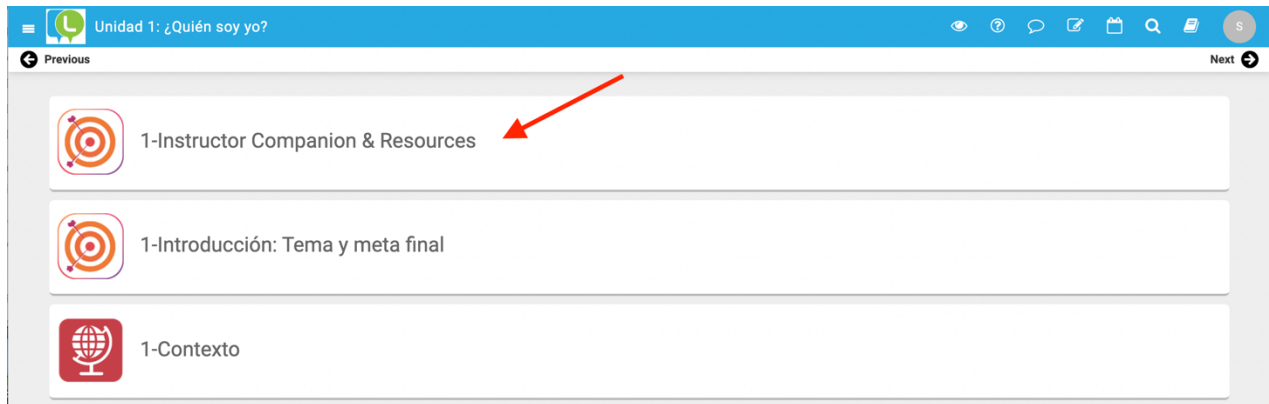 L Unidad 1: ¿Quién soy yo? S
Previous Next
1-Instructor Companion & Resources
1-Introducción: Tema y meta final
1-Contexto